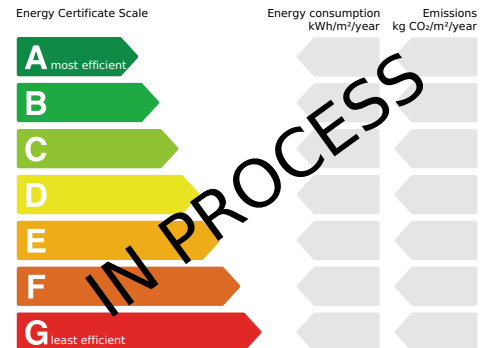 Energy Certificate Scale
Energy consumption
kWh/m²/year
Emissions
kg CO₂/m²/year
A most efficient
B
C
D
E
F
G least efficient
IN PROCESS